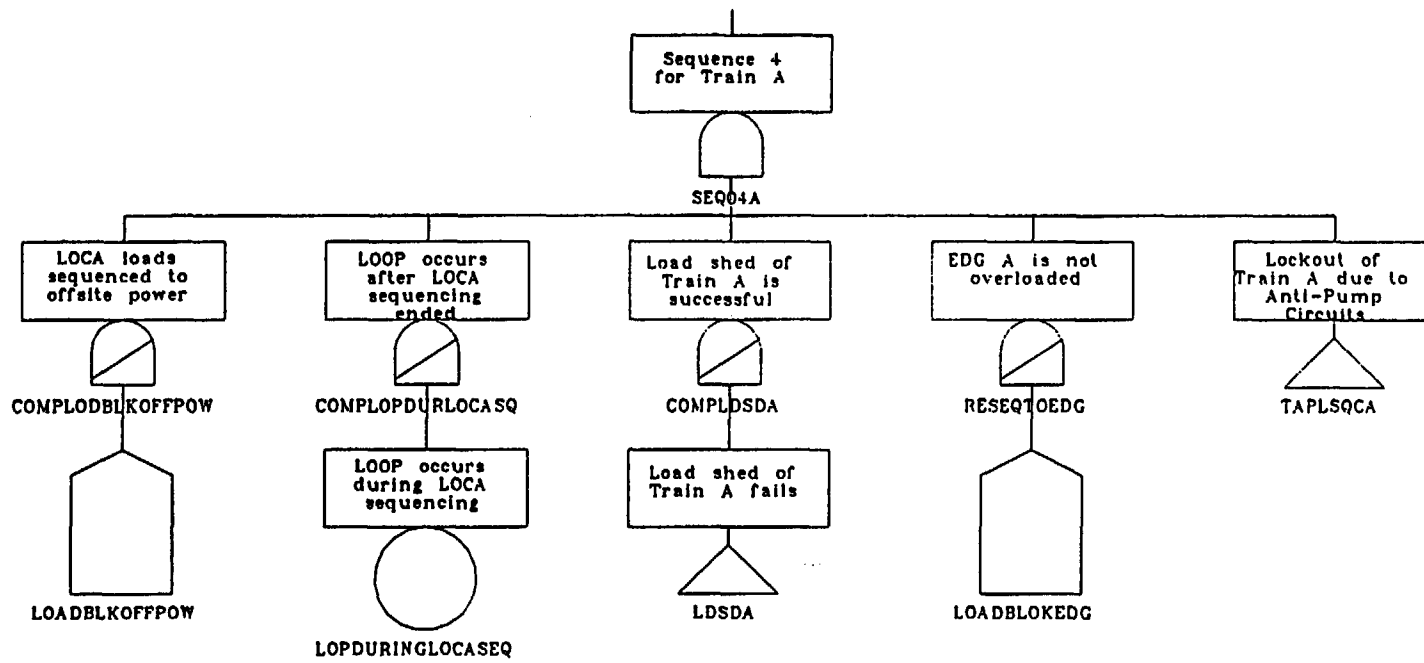 Sequence 4
for Train A
SEQ04A
LOCA loads
sequenced to
offsite power
LOOP occurs
after LOCA
sequencing
ended
Load shed of
Train A is
successful
EDG A is not
overloaded
Lockout of
Train A due to
Anti-Pump
Circuits
COMPLODBLKOFFPOW
COMPLOPDURLOCASQ
COMPLDSDA
RESEQTOEDG
TAPLSQCA
LOOP occurs
during LOCA
sequencing
Load shed of
Train A fails
LOADBLKOFFPOW
LOPDURINGLOCASEQ
LDSDA
LOADBLOKEDG